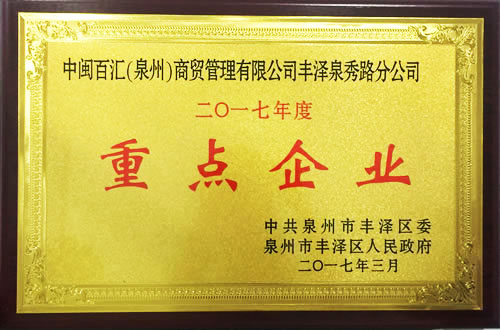 中闽百汇(泉州)商贸管理有限公司丰泽泉秀路分公司
二〇一七年度
重点企业
中共泉州市丰泽区委
泉州市丰泽区人民政府
二〇一七年三月